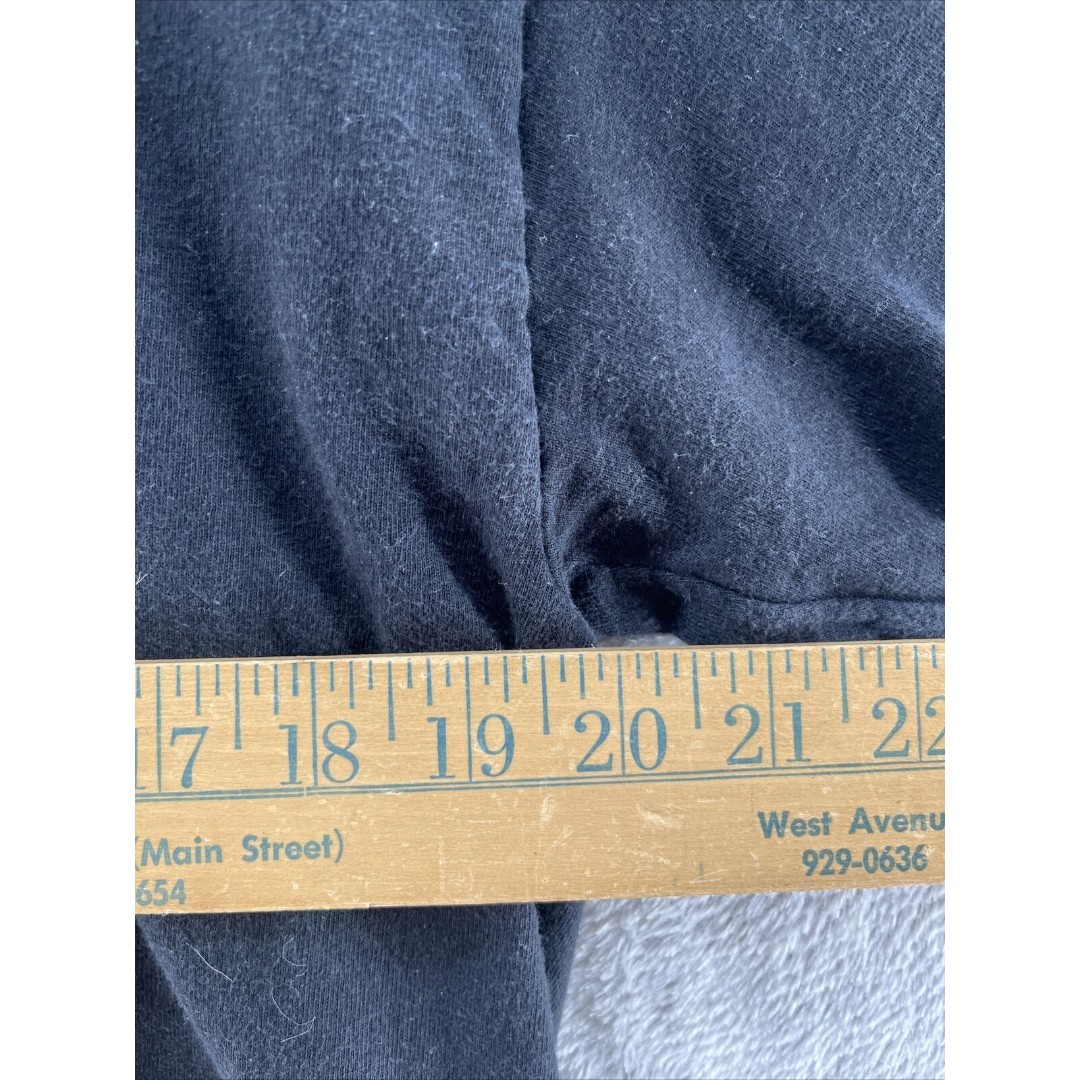 17 18 19 20 21 22
(Main Street) West Avenu
654 929-0636